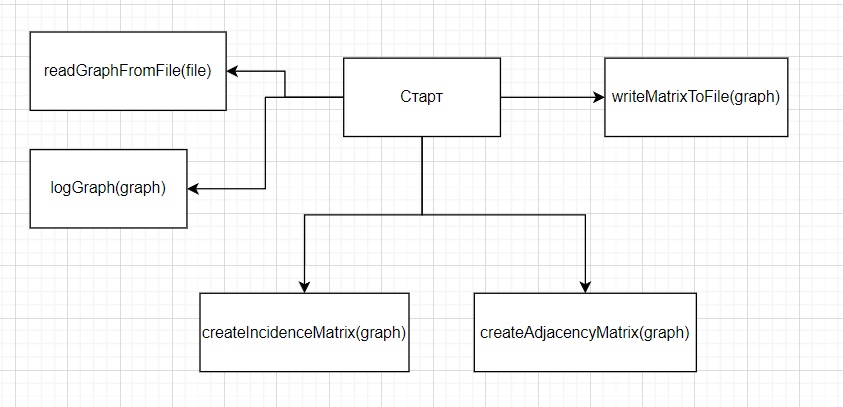 readGraphFromFile(file)
Старт
writeMatrixToFile(graph)
logGraph(graph)
createIncidenceMatrix(graph)
createAdjacencyMatrix(graph)